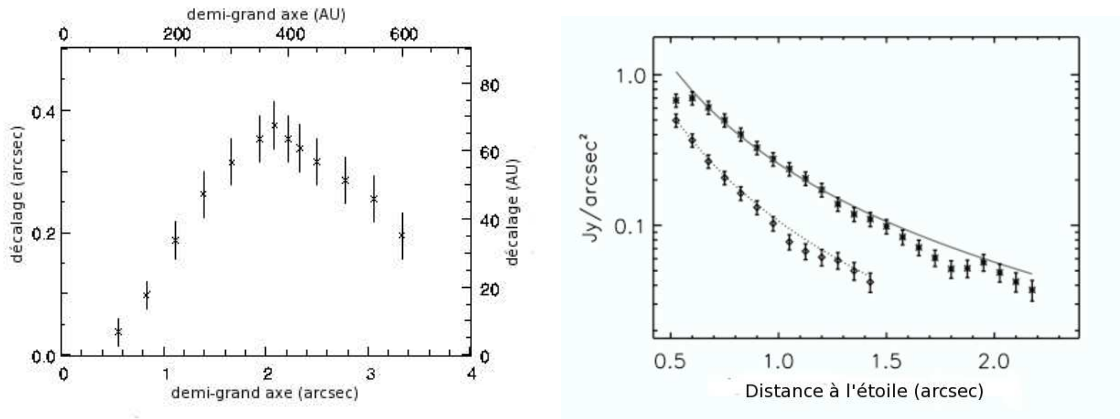 demi-grand axe (AU)
0 200 400 600
0.4
0.2
0.0
décalage (arcsec)
80
60
40
20
0
décalage (AU)
0 1 2 3 4
demi-grand axe (arcsec)
1.0
0.1
Jy/arcsec²
0.5 1.0 1.5 2.0
Distance à l'étoile (arcsec)